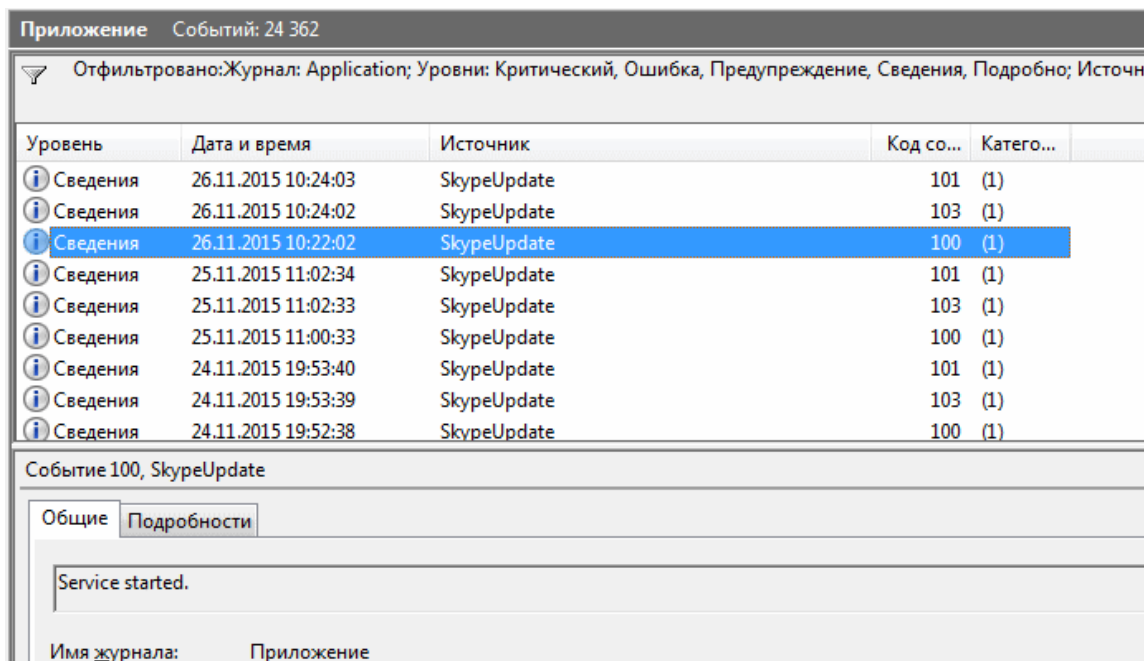 Приложение Событий: 24 362
Отфильтровано:Журнал: Application; Уровни: Критический, Ошибка, Предупреждение, Сведения, Подробно; Источн
Уровень Дата и время Источник Код со... Катего...
Сведения 26.11.2015 10:24:03 SkypeUpdate 101 (1)
Сведения 26.11.2015 10:24:02 SkypeUpdate 103 (1)
Сведения 26.11.2015 10:22:02 SkypeUpdate 100 (1)
Сведения 25.11.2015 11:02:34 SkypeUpdate 101 (1)
Сведения 25.11.2015 11:02:33 SkypeUpdate 103 (1)
Сведения 25.11.2015 11:00:33 SkypeUpdate 100 (1)
Сведения 24.11.2015 19:53:40 SkypeUpdate 101 (1)
Сведения 24.11.2015 19:53:39 SkypeUpdate 103 (1)
Сведения 24.11.2015 19:52:38 SkypeUpdate 100 (1)
Событие 100, SkypeUpdate
Общие Подробности
Service started.
Имя журнала: Приложение